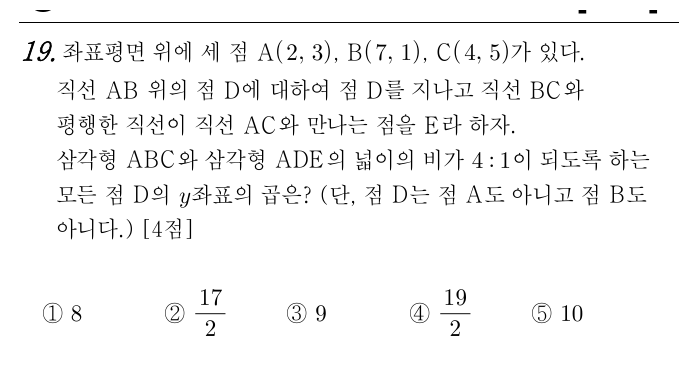 19. 좌표평면 위에 세 점 A(2, 3), B(7, 1), C(4, 5)가 있다.
직선 AB 위의 점 D에 대하여 점 D를 지나고 직선 BC와
평행한 직선이 직선 AC와 만나는 점을 E라 하자.
삼각형 ABC와 삼각형 ADE의 넓이의 비가 4 : 1이 되도록 하는
모든 점 D의 y좌표의 곱은? (단, 점 D는 점 A도 아니고 점 B도
아니다.) [4점]
① 8 ② 17/2 ③ 9 ④ 19/2 ⑤ 10